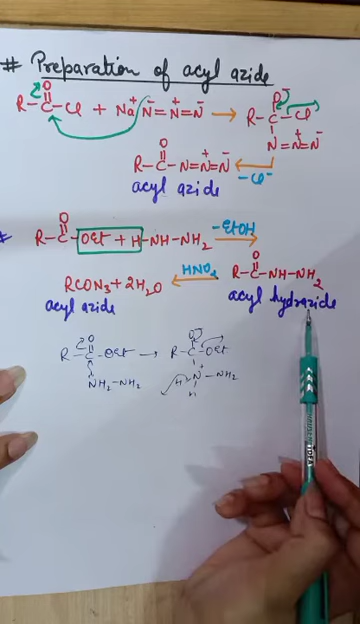 # Preparation of acyl azide
O O⁻
R-C-Cl + Na⁺ N⁻=N⁺=N⁻ → R-C-Cl
O N=N⁺=N⁻
R-C-N=N⁺=N⁻ ← -Cl⁻
acyl azide
O
R-C-OEt + H-NH-NH₂ -EtOH →
O
RCON₃ + 2H₂O ← HNO₂ R-C-NH-NH₂
acyl azide acyl hydrazide
O O
R-C-OEt → R-C-OEt
NH₂-NH₂ H-N⁺-NH₂
H